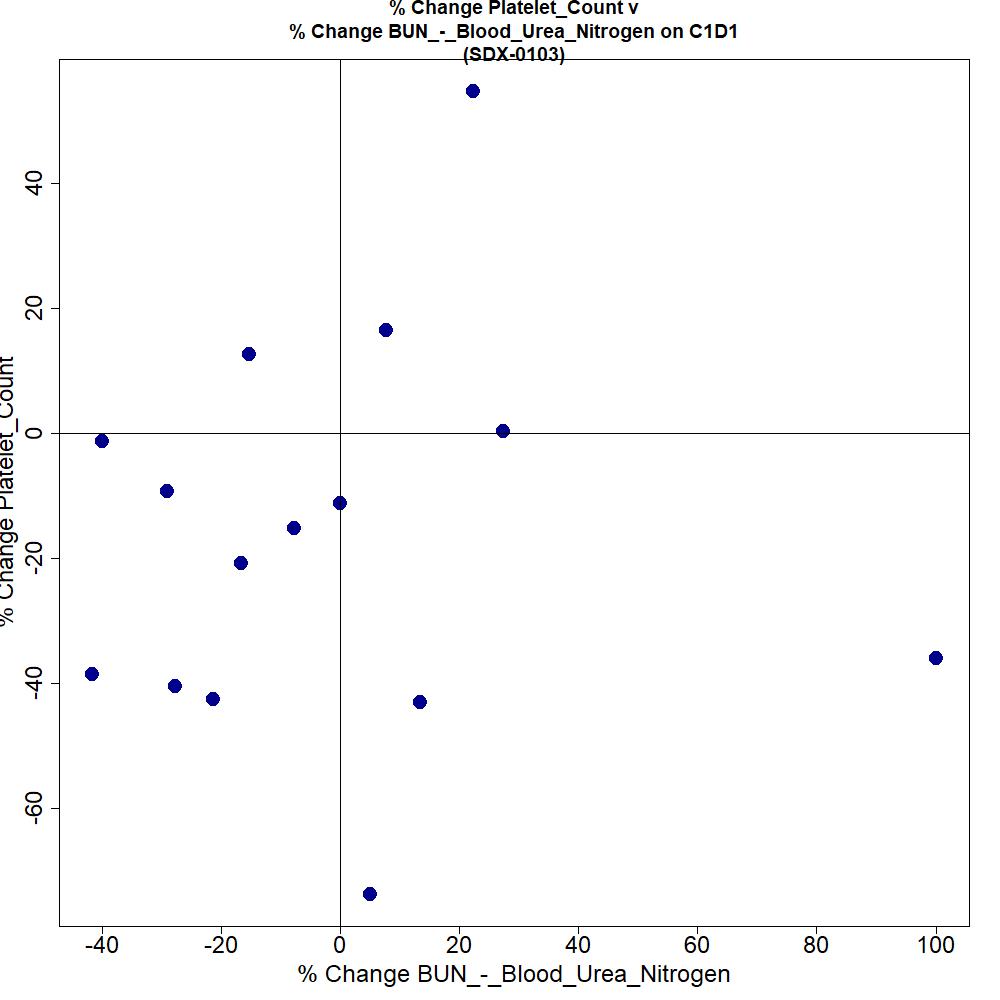 % Change Platelet_Count v
% Change BUN_-_Blood_Urea_Nitrogen on C1D1
(SDX-0103)
% Change Platelet_Count
40
20
0
-20
-40
-60
-40 -20 0 20 40 60 80 100
% Change BUN_-_Blood_Urea_Nitrogen